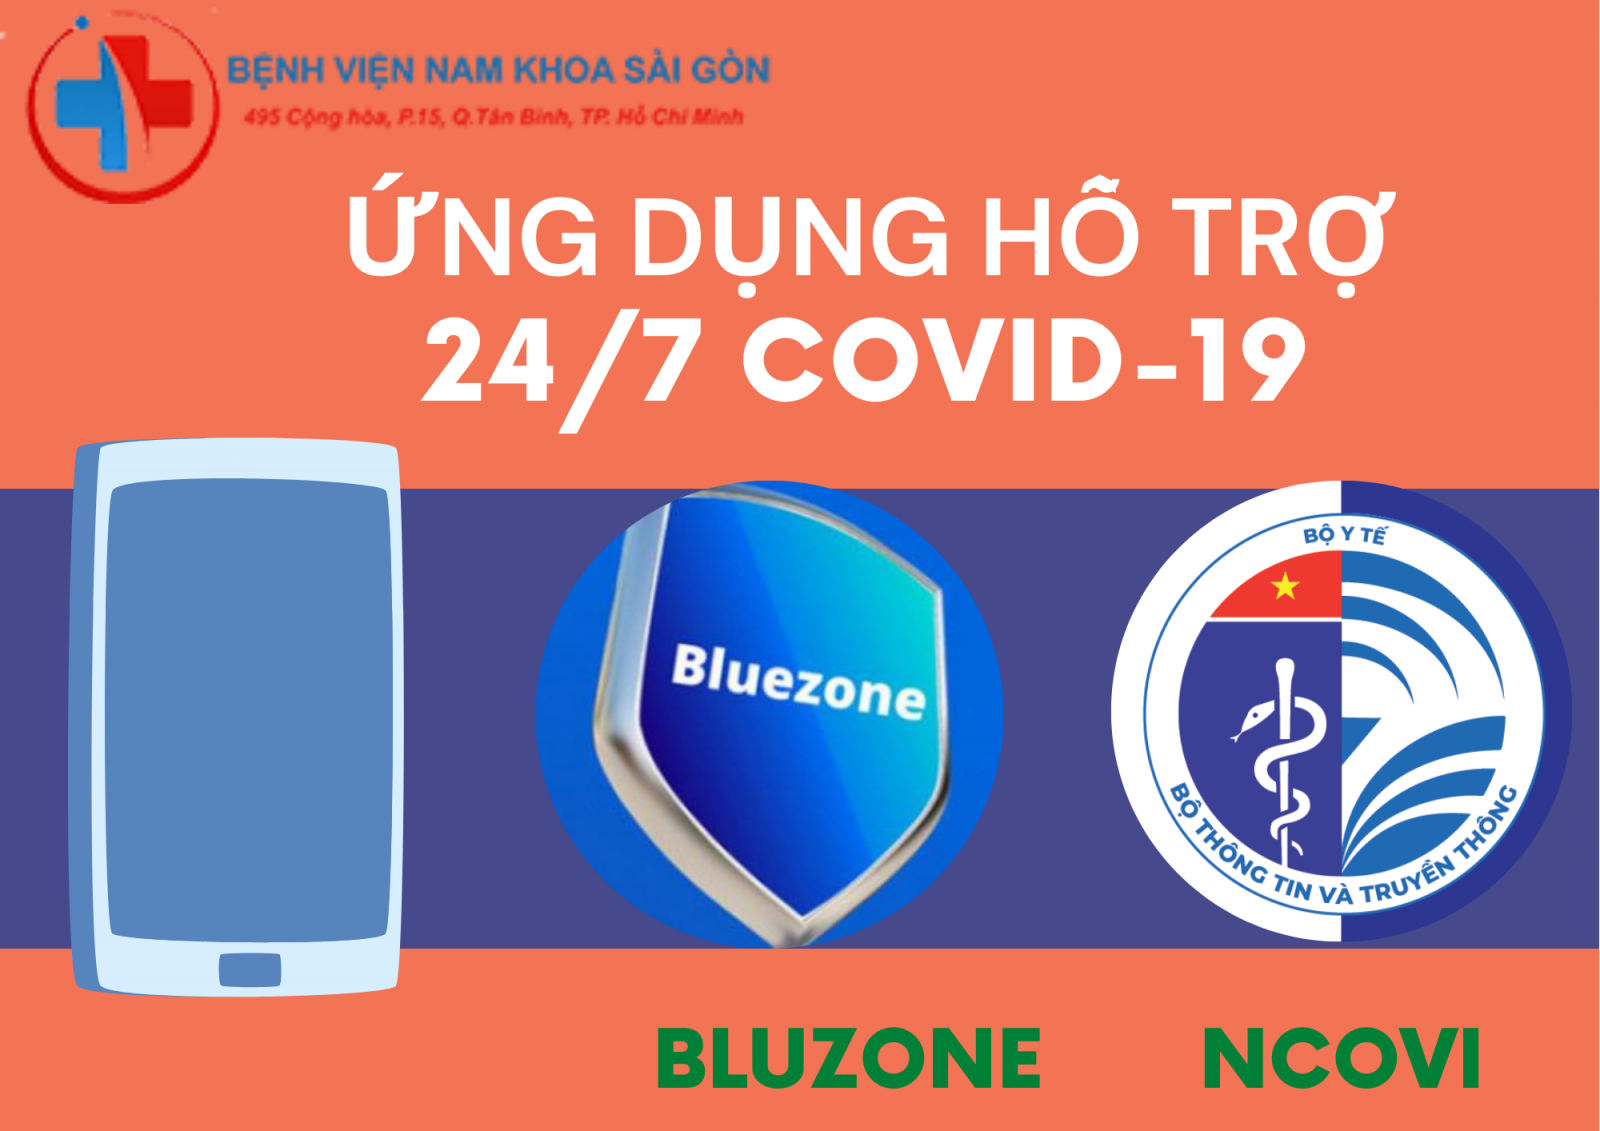 BỆNH VIỆN NAM KHOA SÀI GÒN
495 Cộng hòa, P.15, Q.Tân Bình, TP. Hồ Chí Minh
ỨNG DỤNG HỖ TRỢ
24/7 COVID-19
Bluezone
BỘ Y TẾ
BỘ THÔNG TIN VÀ TRUYỀN THÔNG
BLUZONE
NCOVI